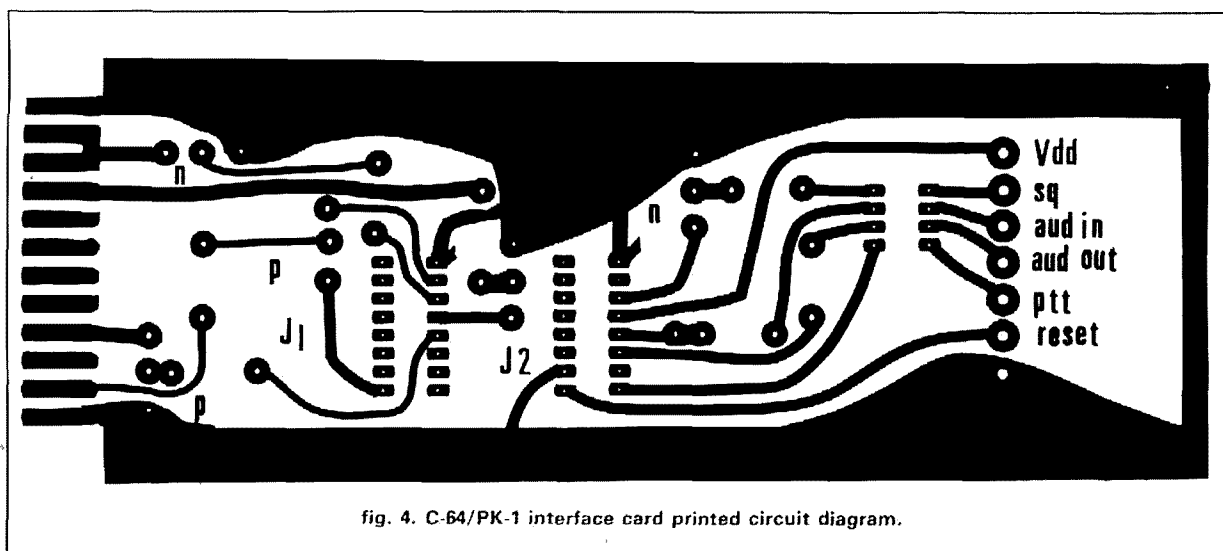 Vdd
n
sq
n
aud in
p
aud out
ptt
J1
reset
J2
p
fig. 4. C-64/PK-1 interface card printed circuit diagram.